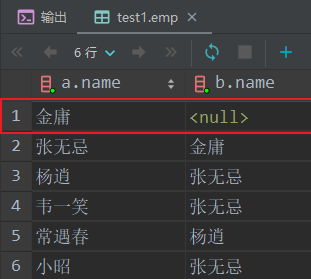 输出 test1.emp
6 行
a.name b.name
1 金庸 <null>
2 张无忌 金庸
3 杨逍 张无忌
4 韦一笑 张无忌
5 常遇春 杨逍
6 小昭 张无忌